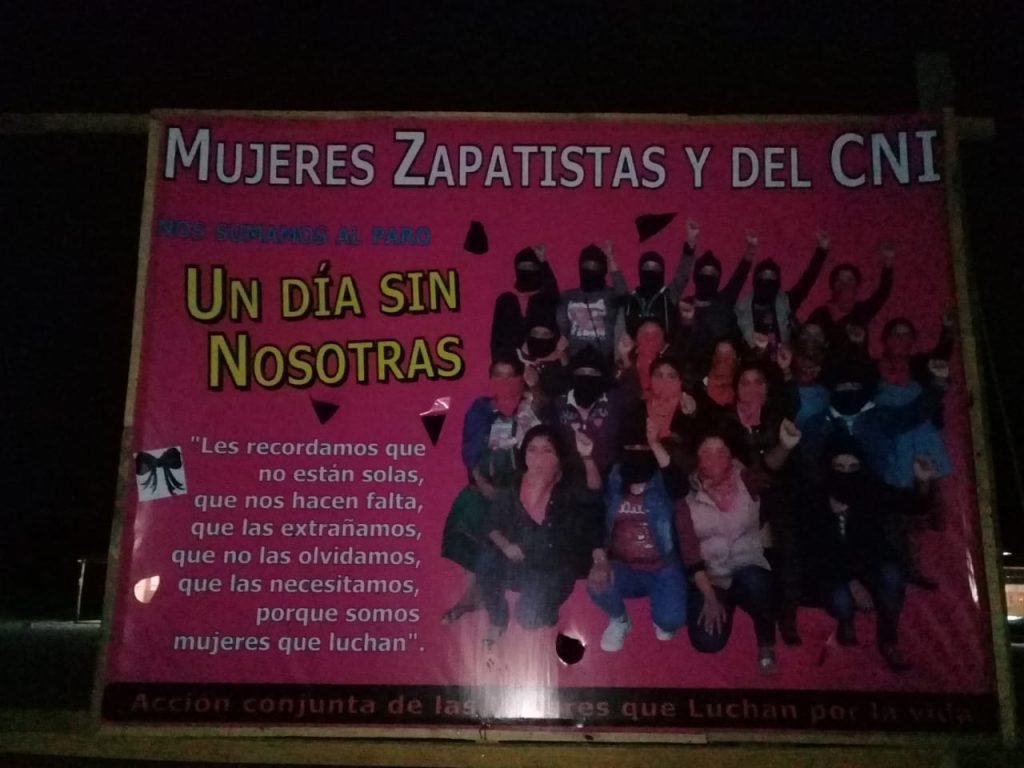 MUJERES ZAPATISTAS Y DEL CNI
NOS SUMAMOS AL PARO
UN DÍA SIN
NOSOTRAS
"Les recordamos que
no están solas,
que nos hacen falta,
que las extrañamos,
que no las olvidamos,
que las necesitamos,
porque somos
mujeres que luchan".
Acción conjunta de las que Luchan por la vida